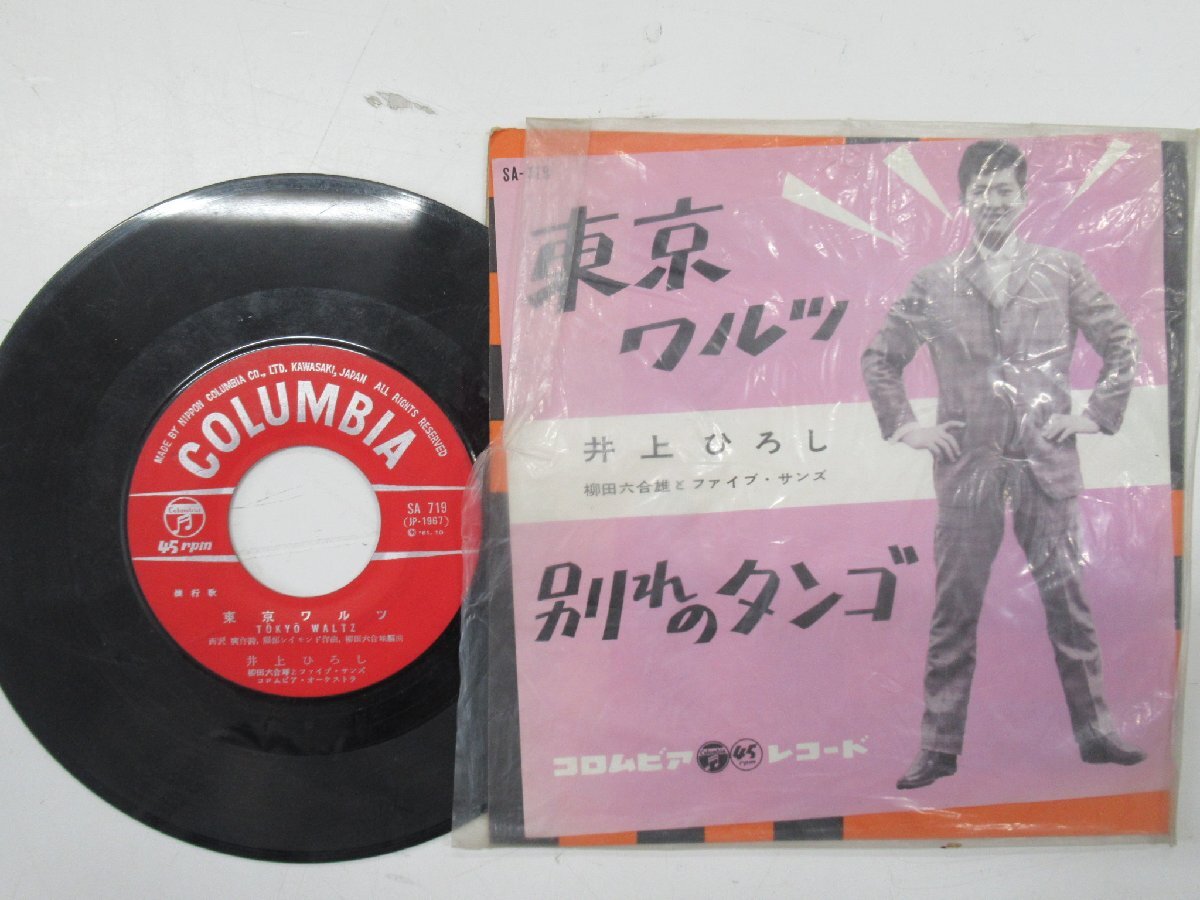 MADE BY NIPPON COLUMBIA CO., LTD. KAWASAKI, JAPAN ALL RIGHTS RESERVED
COLUMBIA
SA 719
(JP-1967)
Columbia
45 rpm
流行歌
東京ワルツ
TOKYO WALTZ
井上ひろし
柳田六合雄とファイブ・サンズ
コロムビア・オーケストラ
SA-719
東京
ワルツ
井上ひろし
柳田六合雄とファイブ・サンズ
別れのタンゴ
コロムビア Columbia 45 rpm レコード